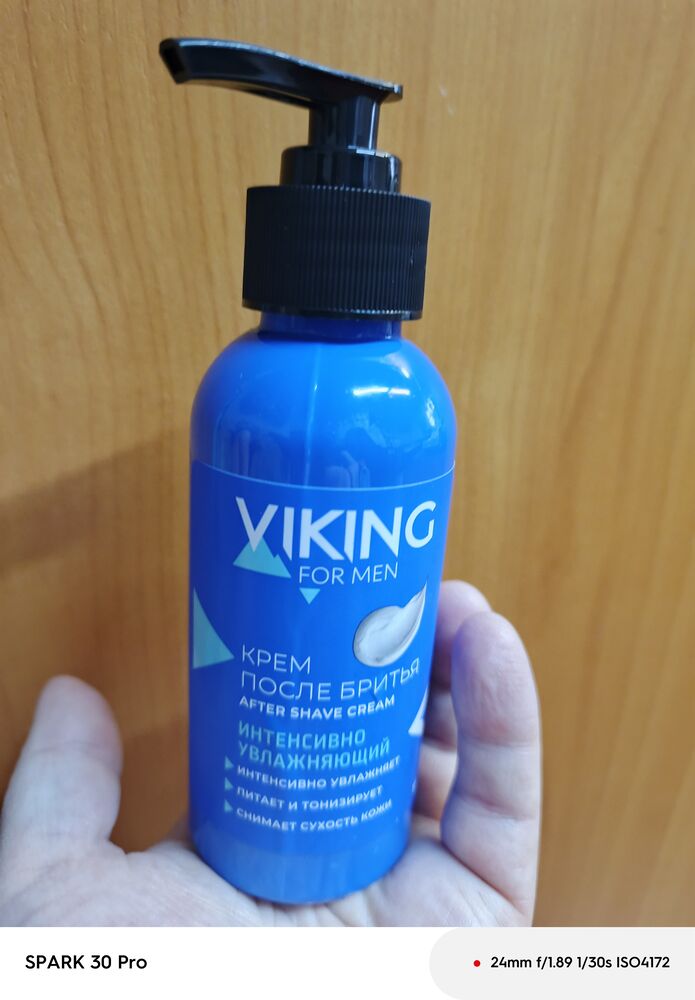 VIKING
FOR MEN
КРЕМ
ПОСЛЕ БРИТЬЯ
AFTER SHAVE CREAM
ИНТЕНСИВНО
УВЛАЖНЯЮЩИЙ
ИНТЕНСИВНО УВЛАЖНЯЕТ
ПИТАЕТ И ТОНИЗИРУЕТ
СНИМАЕТ СУХОСТЬ КОЖИ
SPARK 30 Pro
24mm f/1.89 1/30s ISO4172